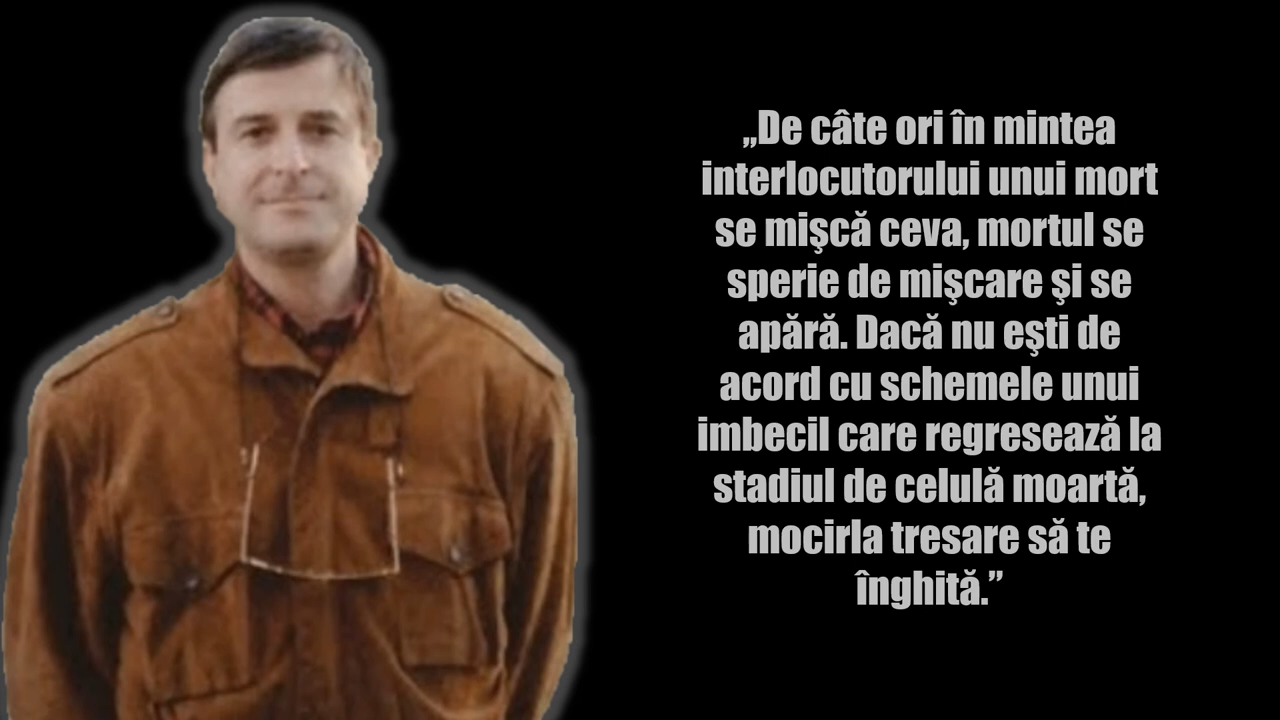 „De câte ori în mintea
interlocutorului unui mort
se mişcă ceva, mortul se
sperie de mişcare şi se
apără. Dacă nu eşti de
acord cu schemele unui
imbecil care regresează la
stadiul de celulă moartă,
mocirla tresare să te
înghită.”